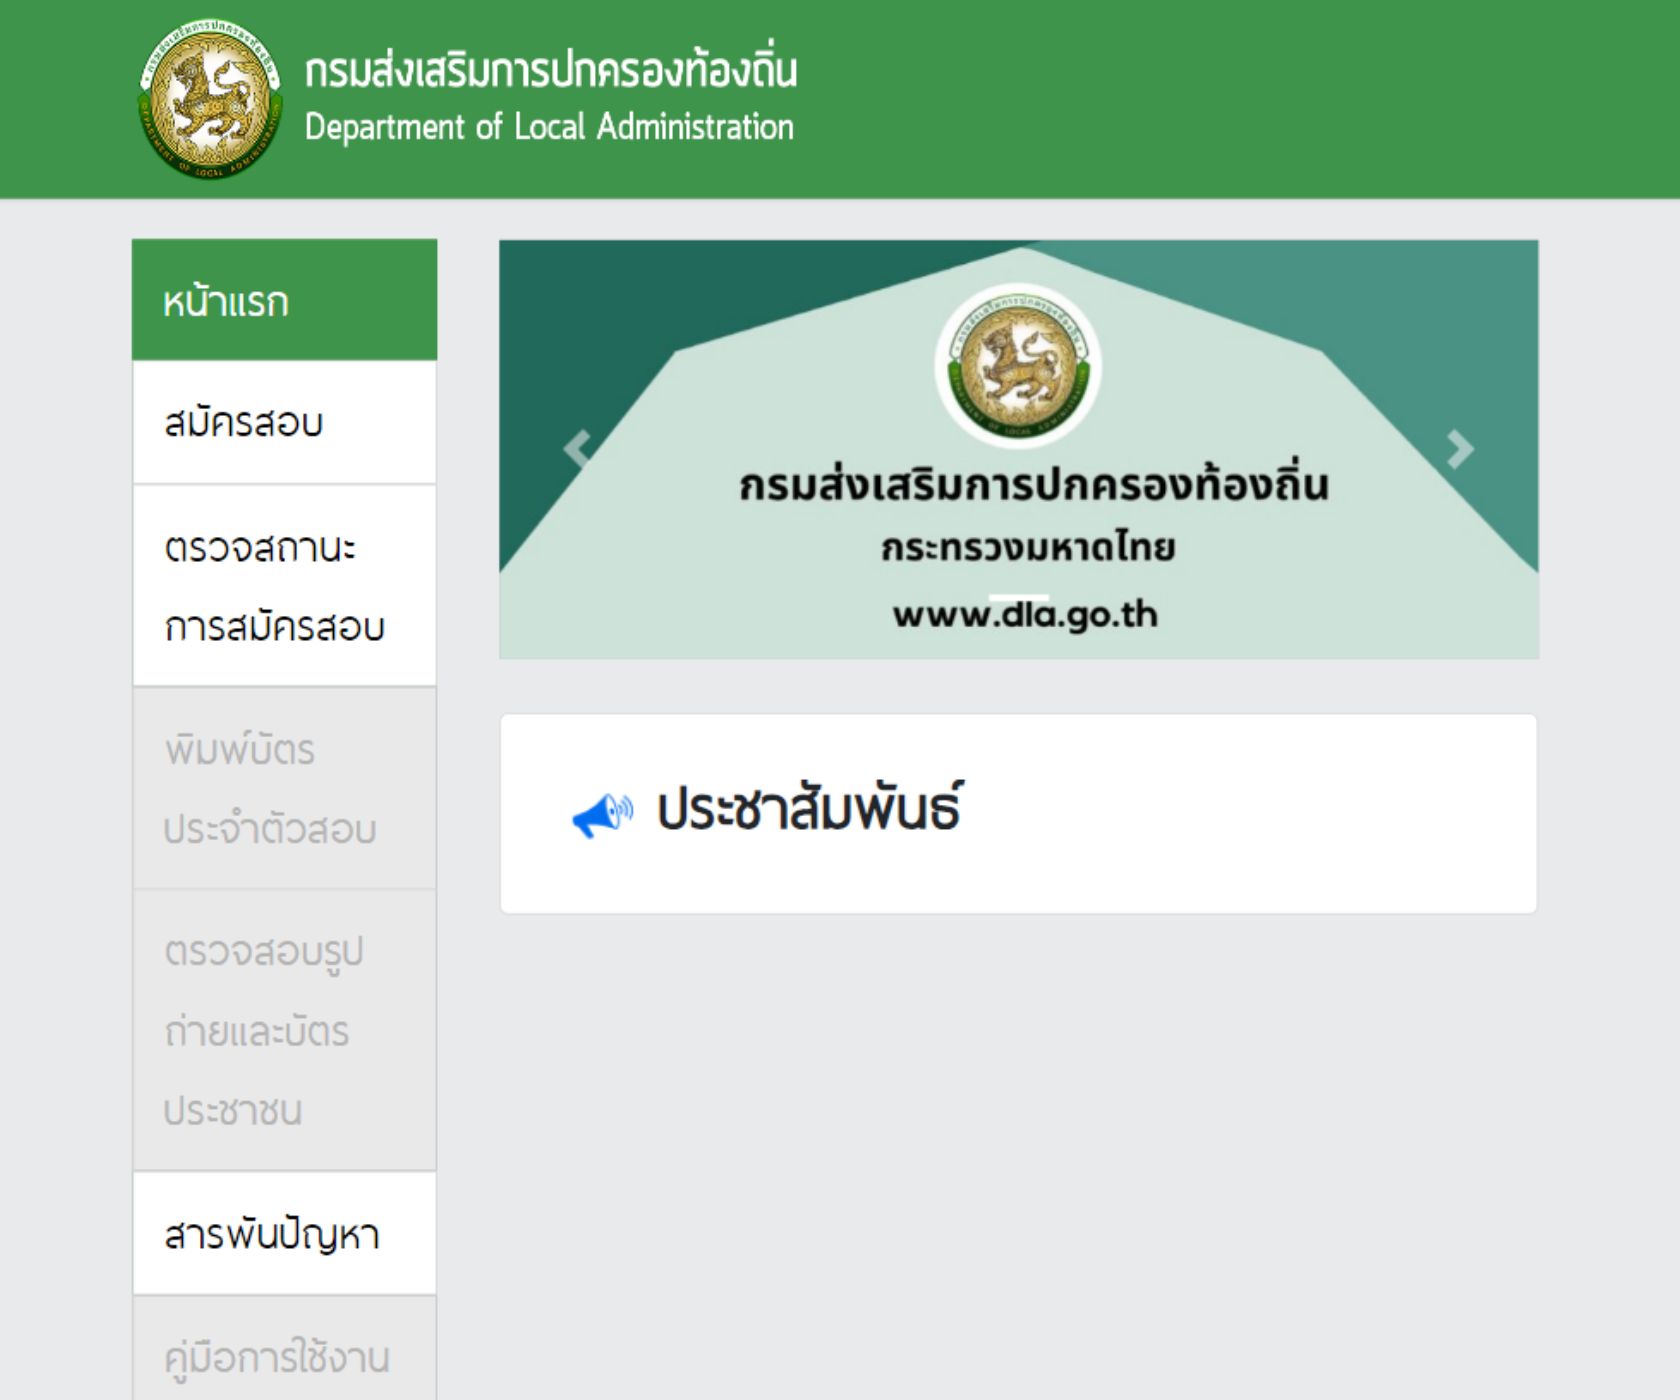 กรมส่งเสริมการปกครองท้องถิ่น
Department of Local Administration
หน้าแรก
สมัครสอบ
ตรวจสถานะ
การสมัครสอบ
พิมพ์บัตร
ประจำตัวสอบ
ตรวจสอบรูป
ถ่ายและบัตร
ประชาชน
สารพันปัญหา
คู่มือการใช้งาน
กรมส่งเสริมการปกครองท้องถิ่น
กระทรวงมหาดไทย
www.dla.go.th
ประชาสัมพันธ์